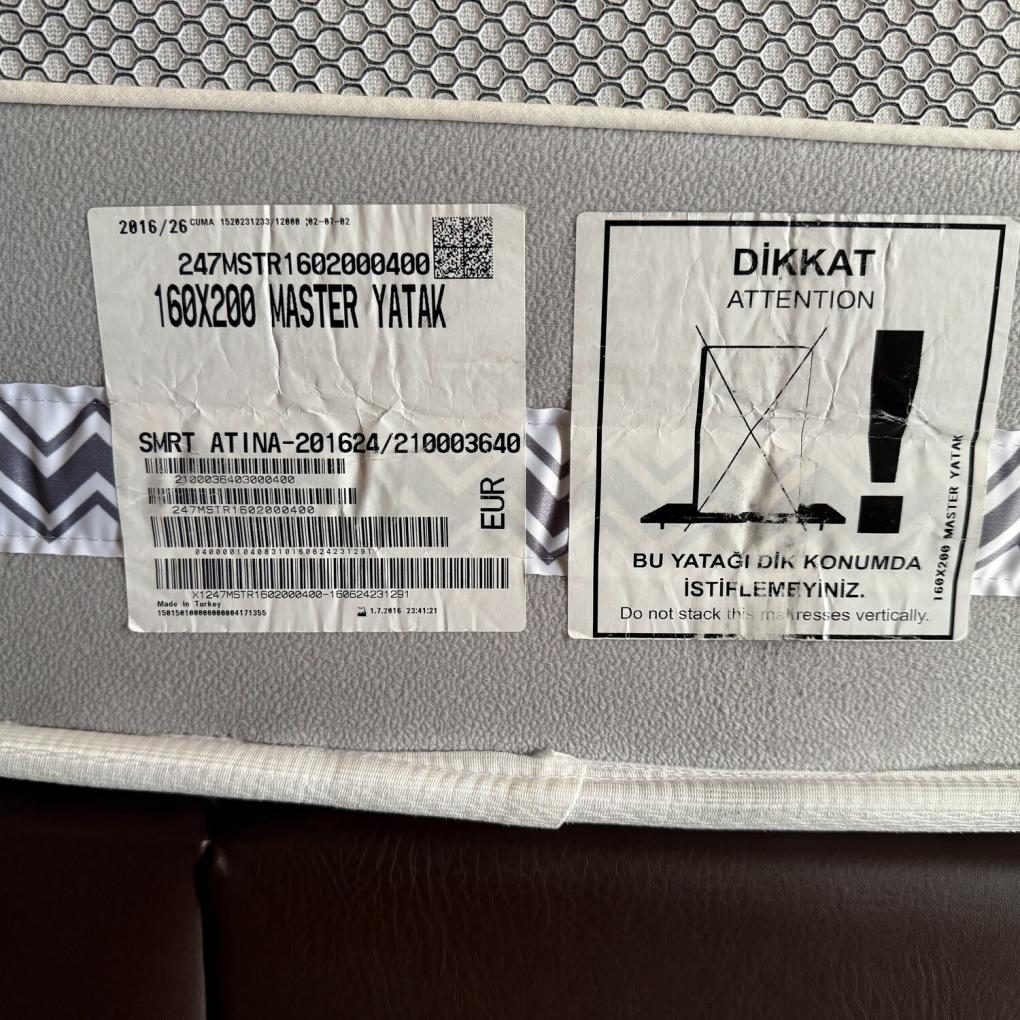 2016/26 CUMA 1520231233/12000 ;02-07-02
247MSTR1602000400
160X200 MASTER YATAK
SMRT ATINA-201624/210003640
2100036403000400
247MSTR1602000400
EUR
X1247MSTR1602000400-160624231291
Made in Turkey
1.7.2016 23:41:21
DİKKAT
ATTENTION
BU YATAĞI DİK KONUMDA
İSTİFLEMEYİNİZ.
Do not stack this mattresses vertically.
160X200 MASTER YATAK